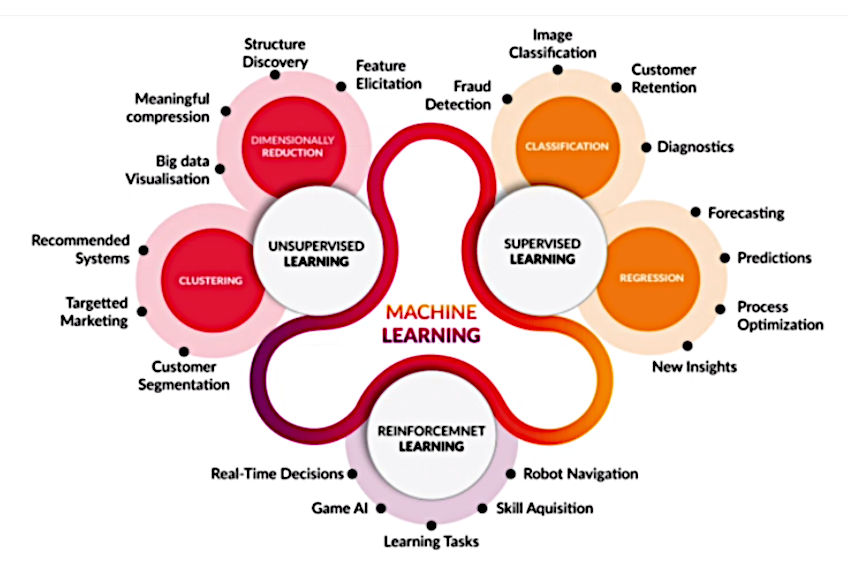 Structure
Discovery
Feature
Elicitation
Meaningful
compression
Big data
Visualisation
DIMENSIONALLY
REDUCTION
Recommended
Systems
Targetted
Marketing
Customer
Segmentation
CLUSTERING
UNSUPERVISED
LEARNING
Image
Classification
Fraud
Detection
Customer
Retention
Diagnostics
CLASSIFICATION
SUPERVISED
LEARNING
Forecasting
Predictions
Process
Optimization
New Insights
REGRESSION
MACHINE
LEARNING
REINFORCEMNET
LEARNING
Real-Time Decisions
Game AI
Learning Tasks
Skill Aquisition
Robot Navigation